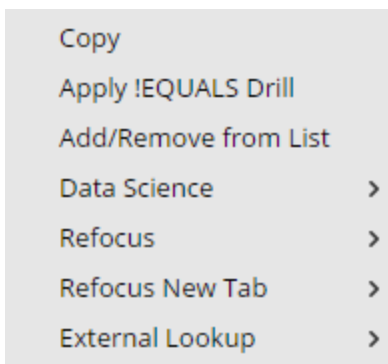 Copy
Apply !EQUALS Drill
Add/Remove from List
Data Science
Refocus
Refocus New Tab
External Lookup